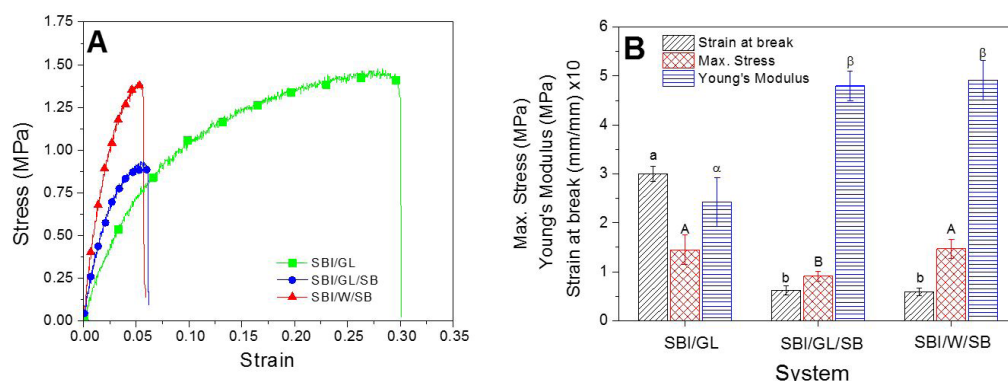 A
Stress (MPa)
1.75
1.50
1.25
1.00
0.75
0.50
0.25
0.00
SBI/GL
SBI/GL/SB
SBI/W/SB
0.00 0.05 0.10 0.15 0.20 0.25 0.30 0.35
Strain
B
Strain at break
Max. Stress
Young's Modulus
Max. Stress (MPa)
Young's Modulus (MPa)
Strain at break (mm/mm) x10
6
5
4
3
2
1
0
a
A
α
b
B
β
b
A
β
SBI/GL SBI/GL/SB SBI/W/SB
System